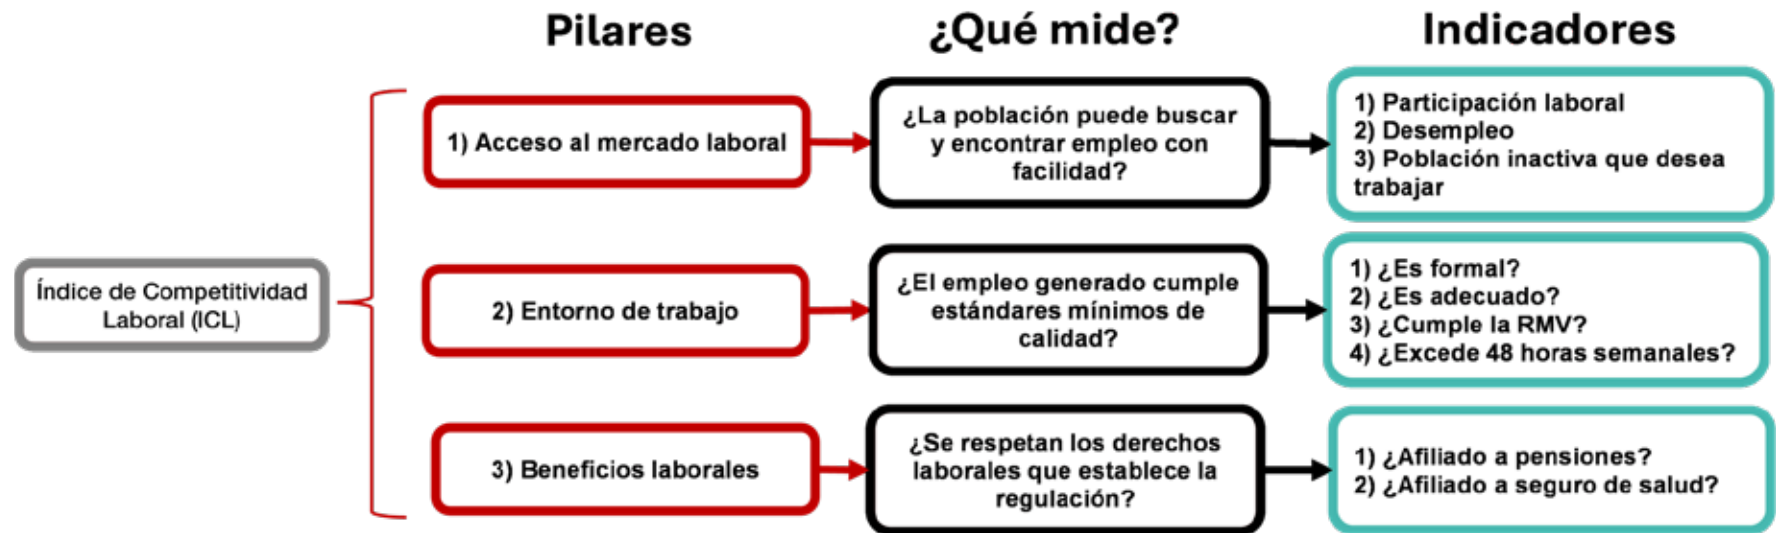 Pilares
¿Qué mide?
Indicadores
Índice de Competitividad
Laboral (ICL)
1) Acceso al mercado laboral
¿La población puede buscar
y encontrar empleo con
facilidad?
1) Participación laboral
2) Desempleo
3) Población inactiva que desea
trabajar
2) Entorno de trabajo
¿El empleo generado cumple
estándares mínimos de
calidad?
1) ¿Es formal?
2) ¿Es adecuado?
3) ¿Cumple la RMV?
4) ¿Excede 48 horas semanales?
3) Beneficios laborales
¿Se respetan los derechos
laborales que establece la
regulación?
1) ¿Afiliado a pensiones?
2) ¿Afiliado a seguro de salud?